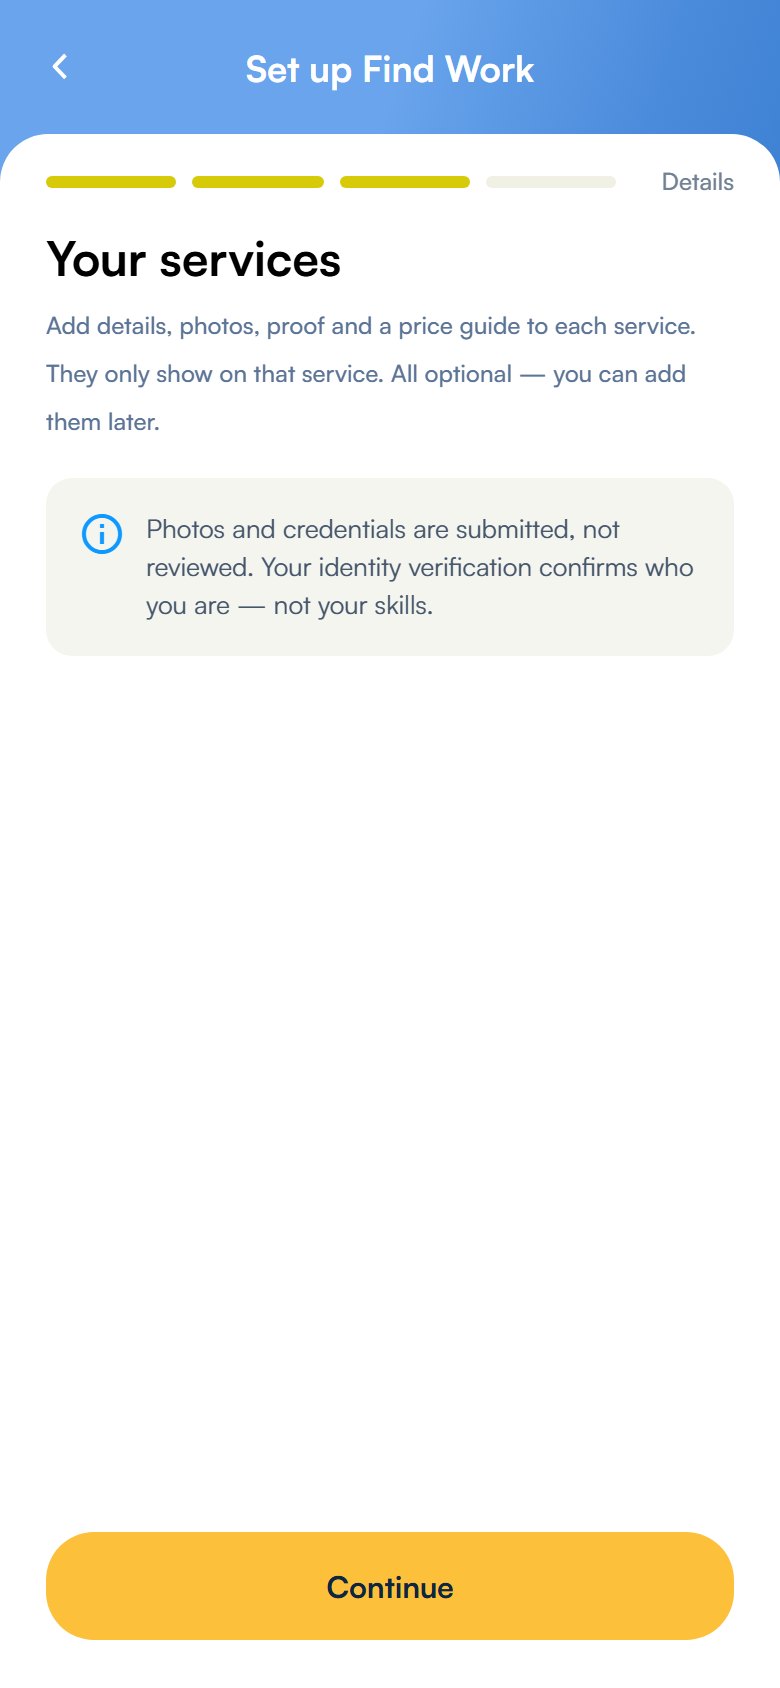 Set up Find Work
Details
Your services
Add details, photos, proof and a price guide to each service.
They only show on that service. All optional — you can add
them later.
Photos and credentials are submitted, not
reviewed. Your identity verification confirms who
you are — not your skills.
Continue